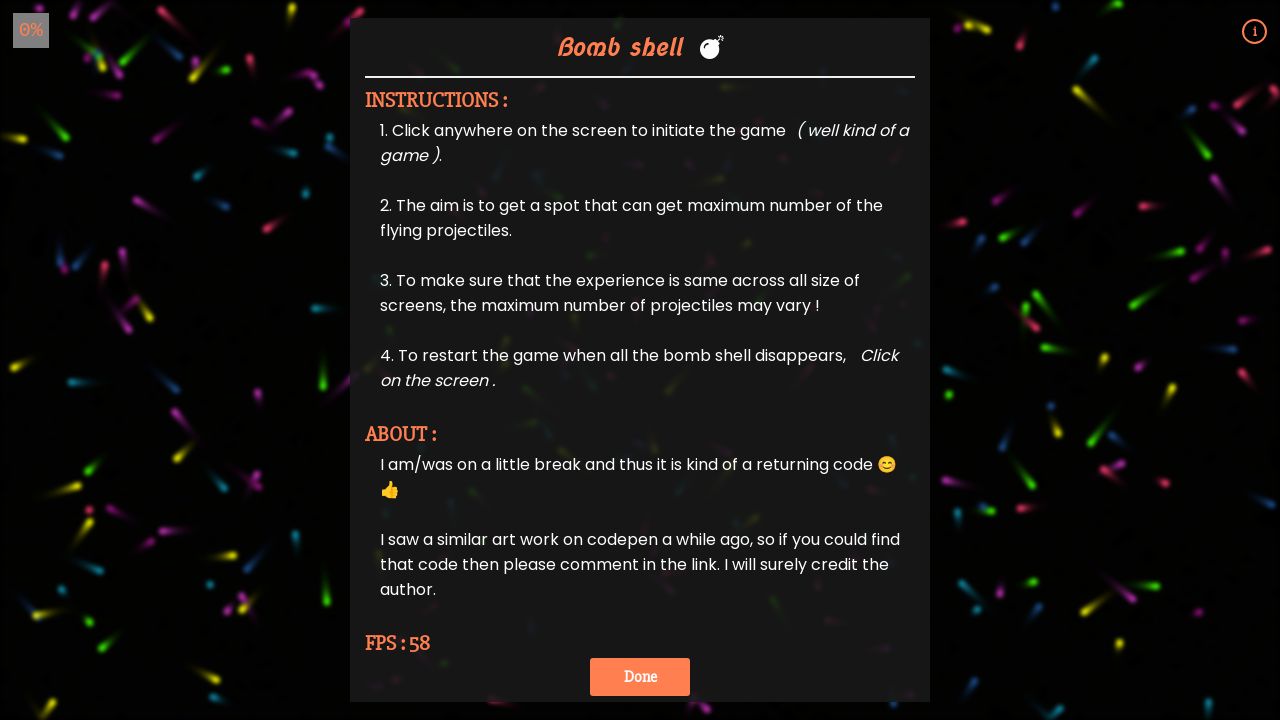 0%
Bomb shell 💣
i
INSTRUCTIONS :
1. Click anywhere on the screen to initiate the game ( well kind of a
game ).
2. The aim is to get a spot that can get maximum number of the
flying projectiles.
3. To make sure that the experience is same across all size of
screens, the maximum number of projectiles may vary !
4. To restart the game when all the bomb shell disappears, Click
on the screen .
ABOUT :
I am/was on a little break and thus it is kind of a returning code 😊
👍
I saw a similar art work on codepen a while ago, so if you could find
that code then please comment in the link. I will surely credit the
author.
FPS : 58
Done